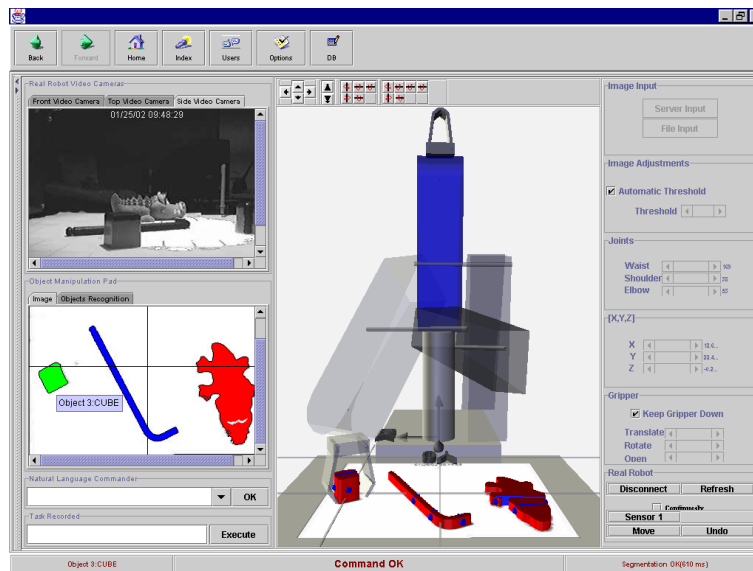 Back
Forward
Home
Index
Users
Options
DB
Real Robot Video Cameras
Front Video Camera Top Video Camera Side Video Camera
01/25/02 09:48:29
Object Manipulation Pad
Image Objects Recognition
Object 3:CUBE
Natural Language Commander
OK
Task Recorded
Execute
Image Input
Server Input
File Input
Image Adjustments
Automatic Threshold
Threshold
Joints
Waist
Shoulder
Elbow
[X,Y,Z]
X
Y
Z
Gripper
Keep Gripper Down
Translate
Rotate
Open
Real Robot
Disconnect Refresh
Continuously
Sensor 1
Move Undo
Object 3:CUBE Command OK Segmentation OK(610 ms)